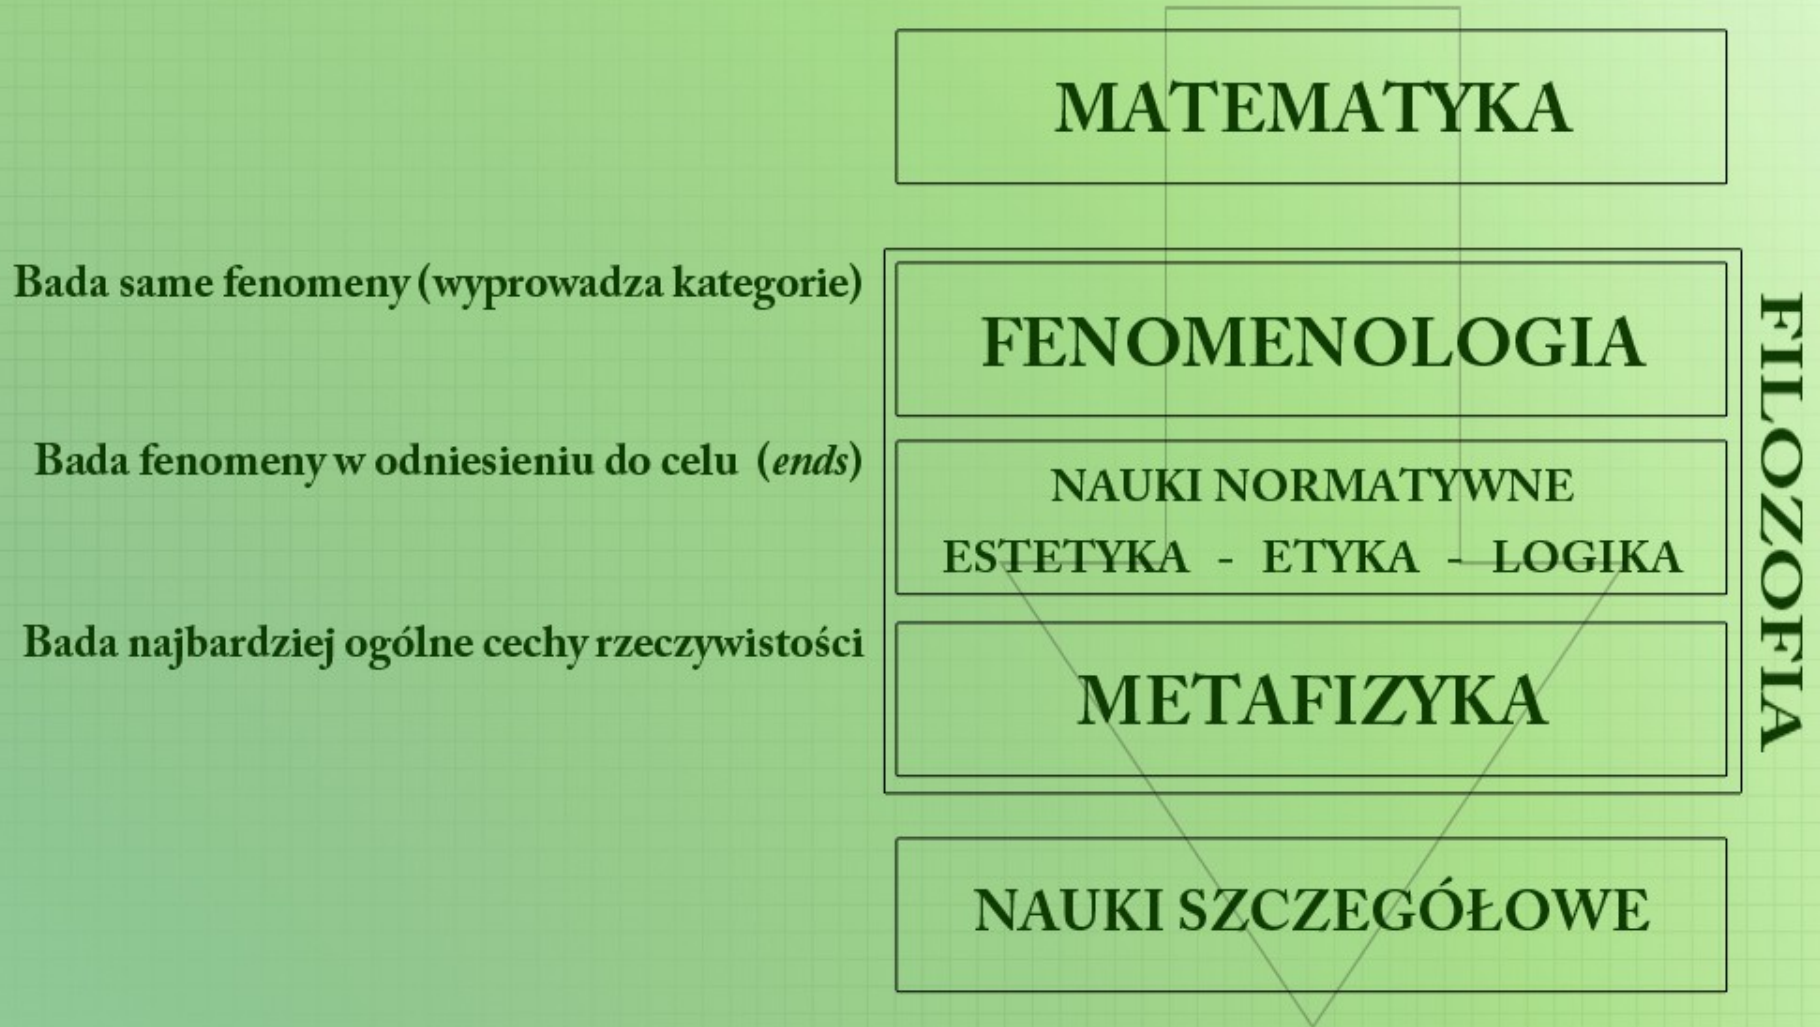 MATEMATYKA
Bada same fenomeny (wyprowadza kategorie)
FENOMENOLOGIA
Bada fenomeny w odniesieniu do celu (ends)
NAUKI NORMATYWNE
ESTETYKA - ETYKA - LOGIKA
Bada najbardziej ogólne cechy rzeczywistości
METAFIZYKA
FILOZOFIA
NAUKI SZCZEGÓŁOWE